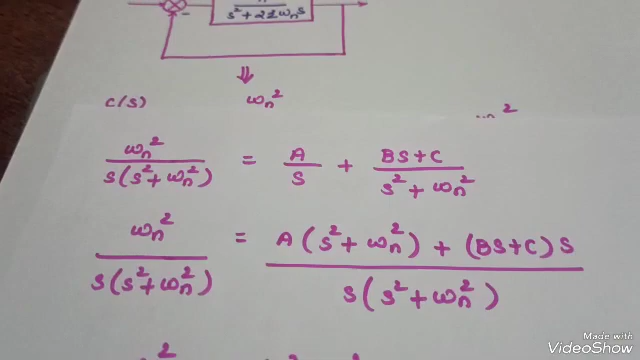 s² + 2ξωₙs
C(s) ωₙ²
ωₙ² / s(s²+ωₙ²) = A/s + (Bs+C) / (s²+ωₙ²)
ωₙ² / s(s²+ωₙ²) = (A(s²+ωₙ²) + (Bs+C)s) / s(s²+ωₙ²)
Made With
VideoShow